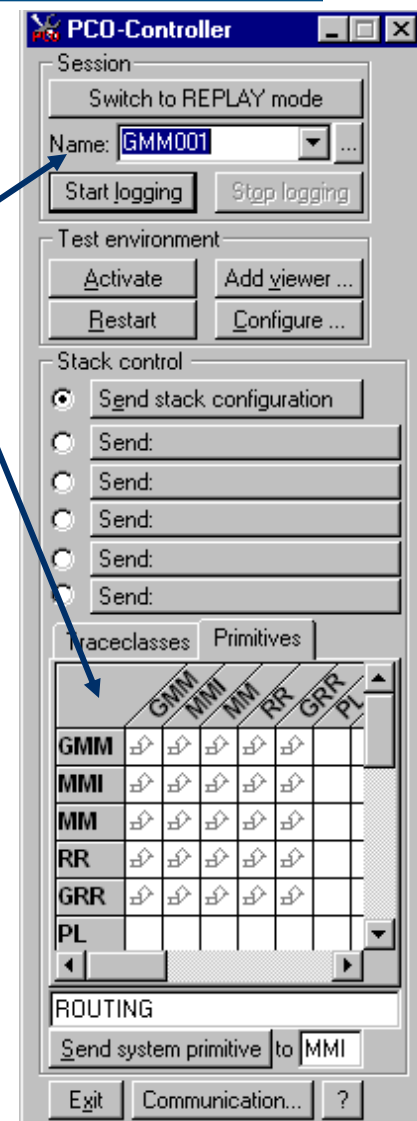 PCO-Controller
Session
Switch to REPLAY mode
Name: GMM001 ...
Start logging Stop logging
Test environment
Activate Add viewer ...
Restart Configure ...
Stack control
Send stack configuration
Send:
Send:
Send:
Send:
Send:
Traceclasses Primitives
GMM MMI MM RR GRR PL
GMM
MMI
MM
RR
GRR
PL
ROUTING
Send system primitive to MMI
Exit Communication... ?